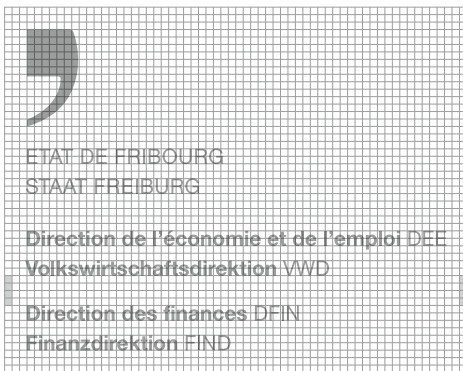 ETAT DE FRIBOURG
STAAT FREIBURG
Direction de l’économie et de l’emploi DEE
Volkswirtschaftsdirektion VWD
Direction des finances DFIN
Finanzdirektion FIND